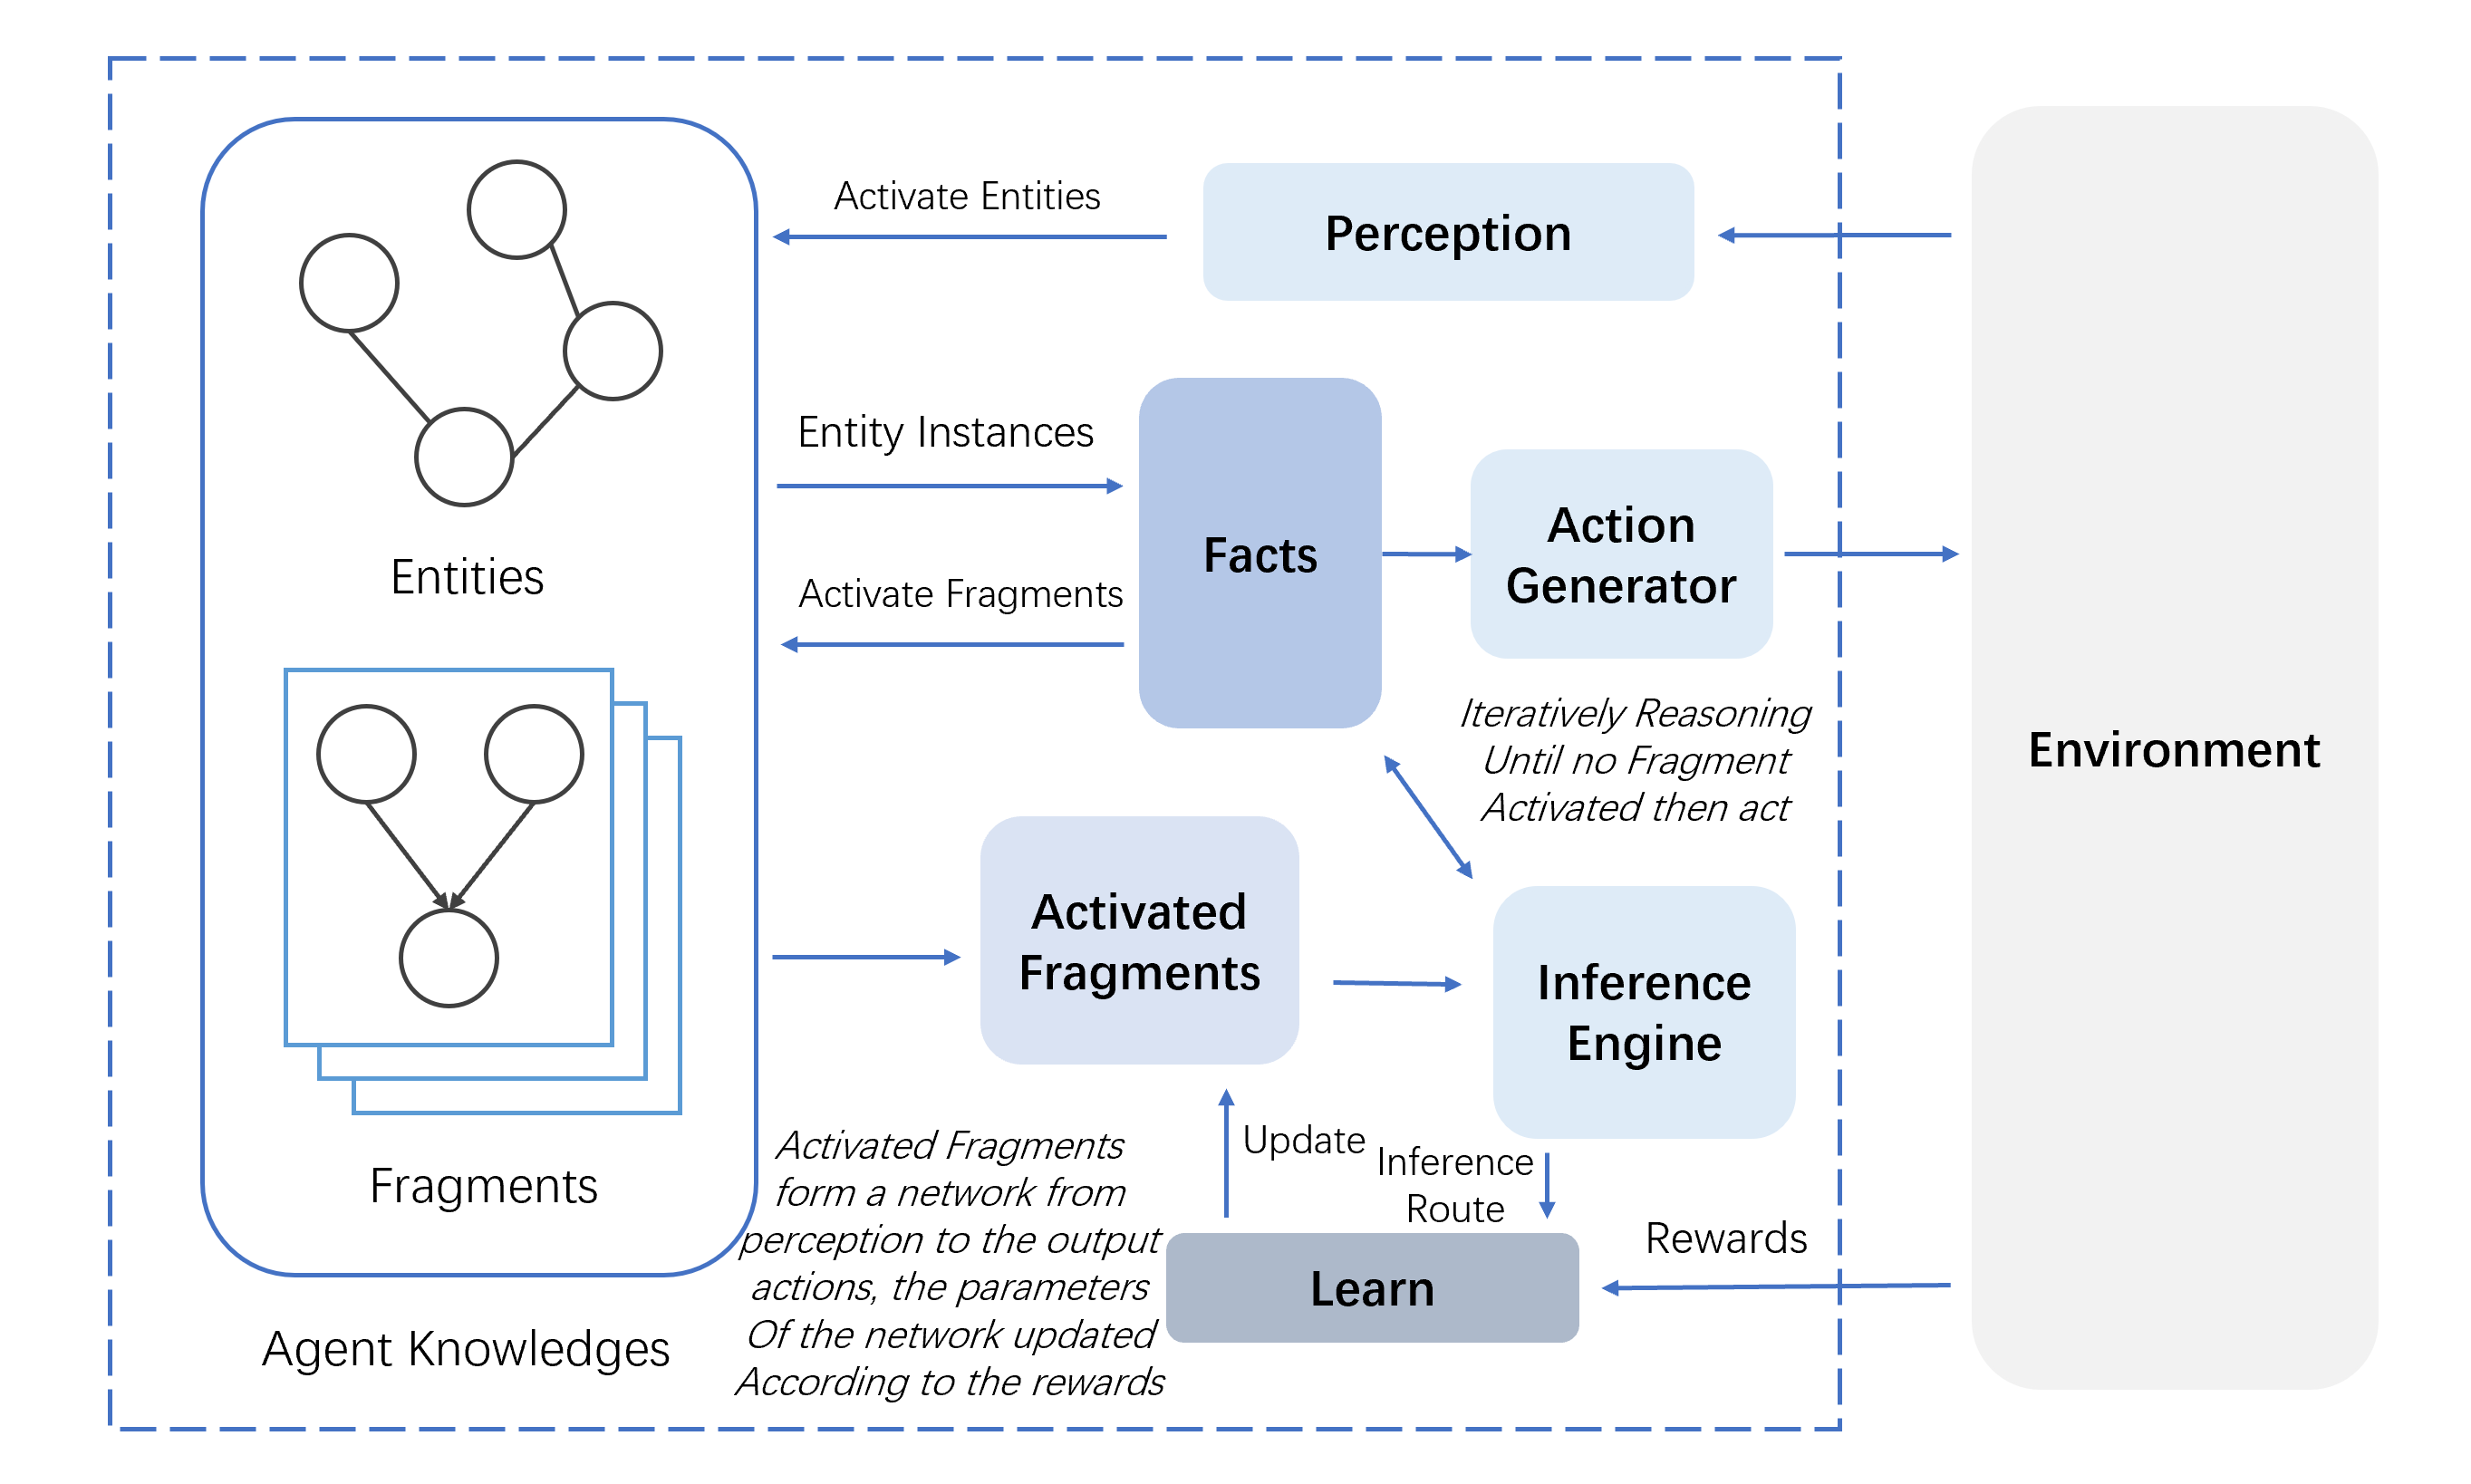 Activate Entities
Perception
Entity Instances
Facts
Action
Generator
Entities
Activate Fragments
Iteratively Reasoning
Until no Fragment
Activated then act
Environment
Activated
Fragments
Inference
Engine
Fragments
Activated Fragments
form a network from
perception to the output
actions, the parameters
Of the network updated
According to the rewards
Update
Inference
Route
Rewards
Learn
Agent Knowledges